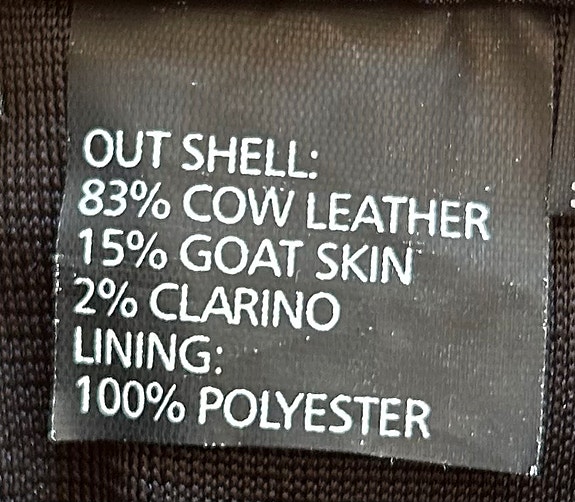 OUT SHELL:
83% COW LEATHER
15% GOAT SKIN
2% CLARINO
LINING:
100% POLYESTER